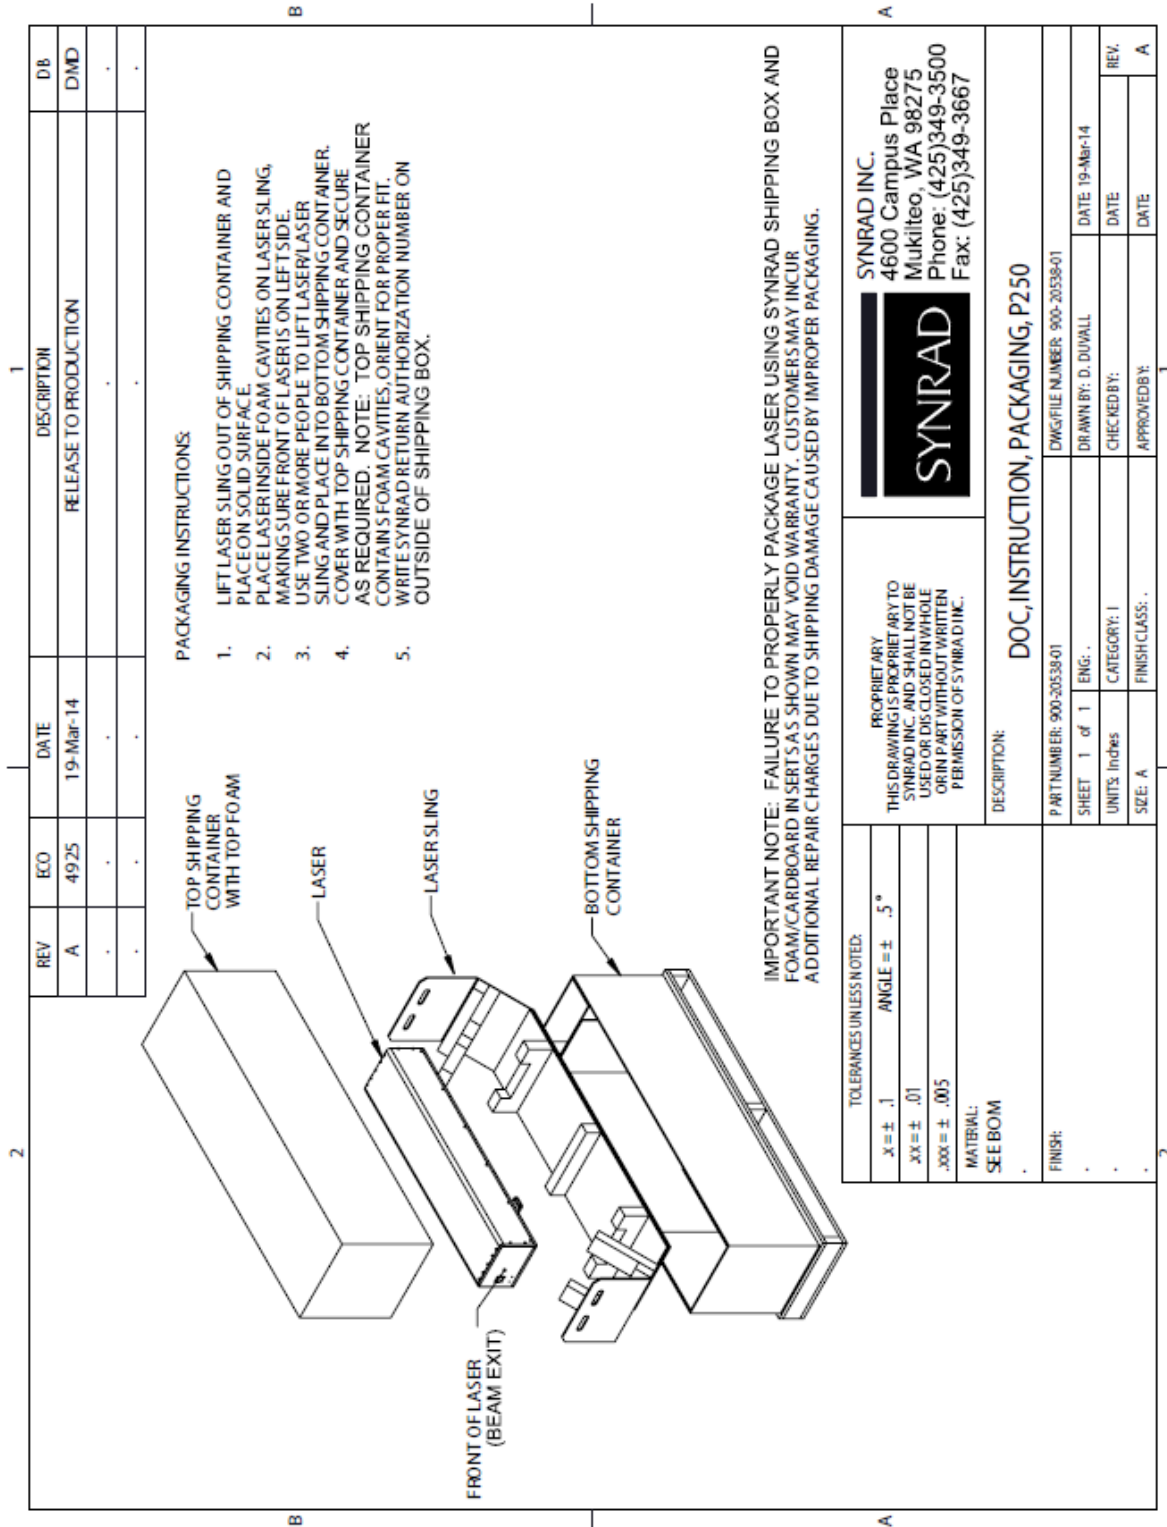 2
1
REV
ECO
DATE
DESCRIPTION
DB
A
4925
19-Mar-14
RELEASE TO PRODUCTION
DMD
.
.
.
.
.
.
.
.
.
.
B
B
TOP SHIPPING
CONTAINER
WITH TOP FOAM
LASER
LASER SLING
BOTTOM SHIPPING
CONTAINER
FRONT OF LASER
(BEAM EXIT)
PACKAGING INSTRUCTIONS:
1. LIFT LASER SLING OUT OF SHIPPING CONTAINER AND
PLACE ON SOLID SURFACE.
2. PLACE LASER INSIDE FOAM CAVITIES ON LASER SLING,
MAKING SURE FRONT OF LASER IS ON LEFT SIDE.
3. USE TWO OR MORE PEOPLE TO LIFT LASER/LASER
SLING AND PLACE INTO BOTTOM SHIPPING CONTAINER.
4. COVER WITH TOP SHIPPING CONTAINER AND SECURE
AS REQUIRED. NOTE: TOP SHIPPING CONTAINER
CONTAINS FOAM CAVITIES, ORIENT FOR PROPER FIT.
5. WRITE SYNRAD RETURN AUTHORIZATION NUMBER ON
OUTSIDE OF SHIPPING BOX.
IMPORTANT NOTE: FAILURE TO PROPERLY PACKAGE LASER USING SYNRAD SHIPPING BOX AND
FOAM/CARDBOARD INSERTS AS SHOWN MAY VOID WARRANTY. CUSTOMERS MAY INCUR
ADDITIONAL REPAIR CHARGES DUE TO SHIPPING DAMAGE CAUSED BY IMPROPER PACKAGING.
A
A
TOLERANCES UNLESS NOTED:
.x = ± .1 ANGLE = ± .5°
.xx = ± .01
.xxx = ± .005
MATERIAL:
SEE BOM
.
FINISH:
.
.
.
PROPRIETARY
THIS DRAWING IS PROPRIETARY TO
SYNRAD INC. AND SHALL NOT BE
USED OR DISCLOSED IN WHOLE
OR IN PART WITHOUT WRITTEN
PERMISSION OF SYNRAD INC.
SYNRAD
SYNRAD INC.
4600 Campus Place
Mukilteo, WA 98275
Phone: (425)349-3500
Fax: (425)349-3667
DESCRIPTION:
DOC, INSTRUCTION, PACKAGING, P250
PART NUMBER: 900-20538-01
DWG/FILE NUMBER: 900-20538-01
SHEET 1 of 1
ENG: .
DRAWN BY: D. DUVALL
DATE: 19-Mar-14
UNITS: Inches
CATEGORY: I
CHECKED BY:
DATE:
REV.
SIZE: A
FINISH CLASS: .
APPROVED BY:
DATE:
A
2
1